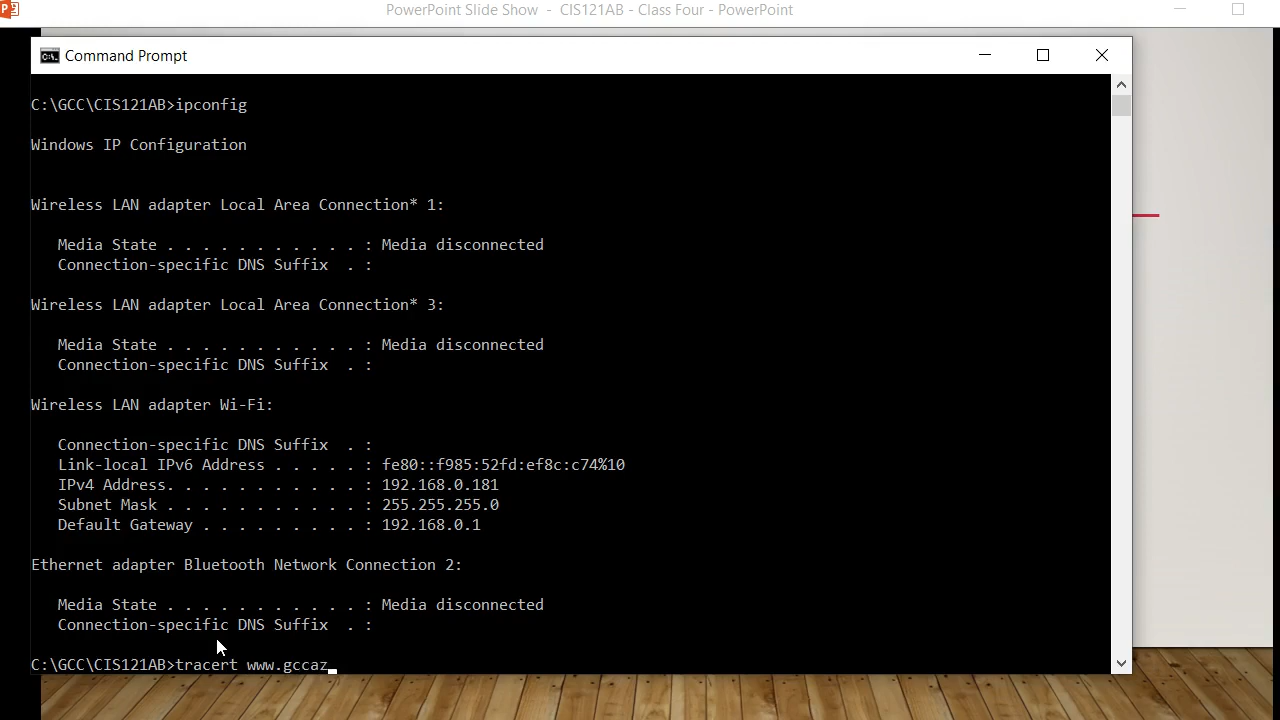 PowerPoint Slide Show - CIS121AB - Class Four - PowerPoint
Command Prompt
C:\GCC\CIS121AB>ipconfig
Windows IP Configuration
Wireless LAN adapter Local Area Connection* 1:
Media State . . . . . . . . . . . : Media disconnected
Connection-specific DNS Suffix  . :
Wireless LAN adapter Local Area Connection* 3:
Media State . . . . . . . . . . . : Media disconnected
Connection-specific DNS Suffix  . :
Wireless LAN adapter Wi-Fi:
Connection-specific DNS Suffix  . :
Link-local IPv6 Address . . . . . : fe80::f985:52fd:ef8c:c74%10
IPv4 Address. . . . . . . . . . . : 192.168.0.181
Subnet Mask . . . . . . . . . . . : 255.255.255.0
Default Gateway . . . . . . . . . : 192.168.0.1
Ethernet adapter Bluetooth Network Connection 2:
Media State . . . . . . . . . . . : Media disconnected
Connection-specific DNS Suffix  . :
C:\GCC\CIS121AB>tracert www.gccaz_